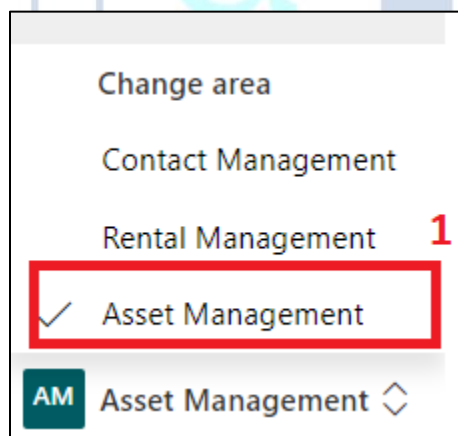 Change area
Contact Management
Rental Management 1
Asset Management
AM Asset Management